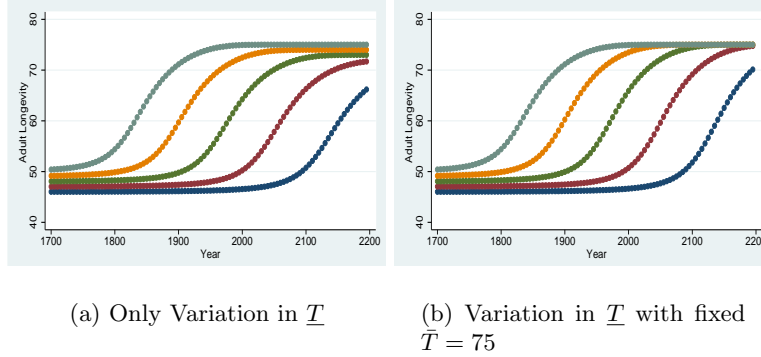 80
70
60
50
40
Adult Longevity
1700 1800 1900 2000 2100 2200
Year
80
70
60
50
40
Adult Longevity
1700 1800 1900 2000 2100 2200
Year
(a) Only Variation in T
(b) Variation in T with fixed
T̄ = 75